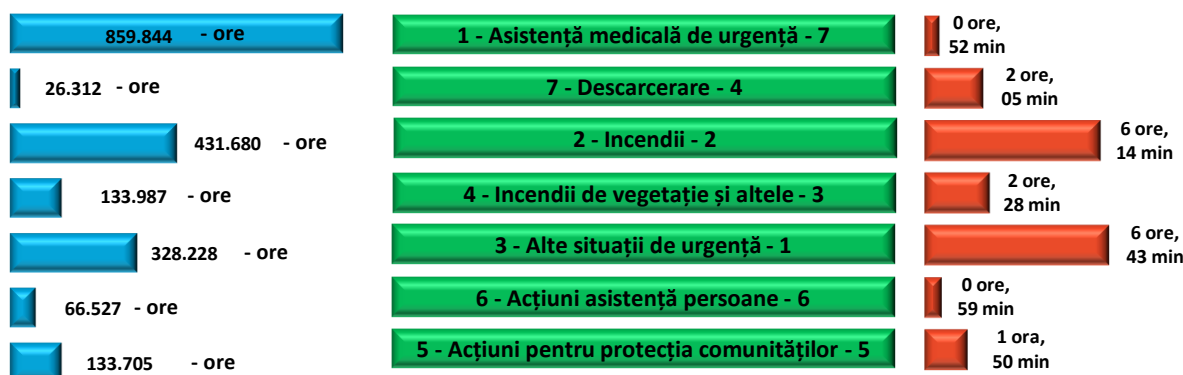 859.844 - ore
1 - Asistență medicală de urgență - 7
0 ore,
52 min
26.312 - ore
7 - Descarcerare - 4
2 ore,
05 min
431.680 - ore
2 - Incendii - 2
6 ore,
14 min
133.987 - ore
4 - Incendii de vegetație și altele - 3
2 ore,
28 min
328.228 - ore
3 - Alte situații de urgență - 1
6 ore,
43 min
66.527 - ore
6 - Acțiuni asistență persoane - 6
0 ore,
59 min
133.705 - ore
5 - Acțiuni pentru protecția comunităților - 5
1 ora,
50 min